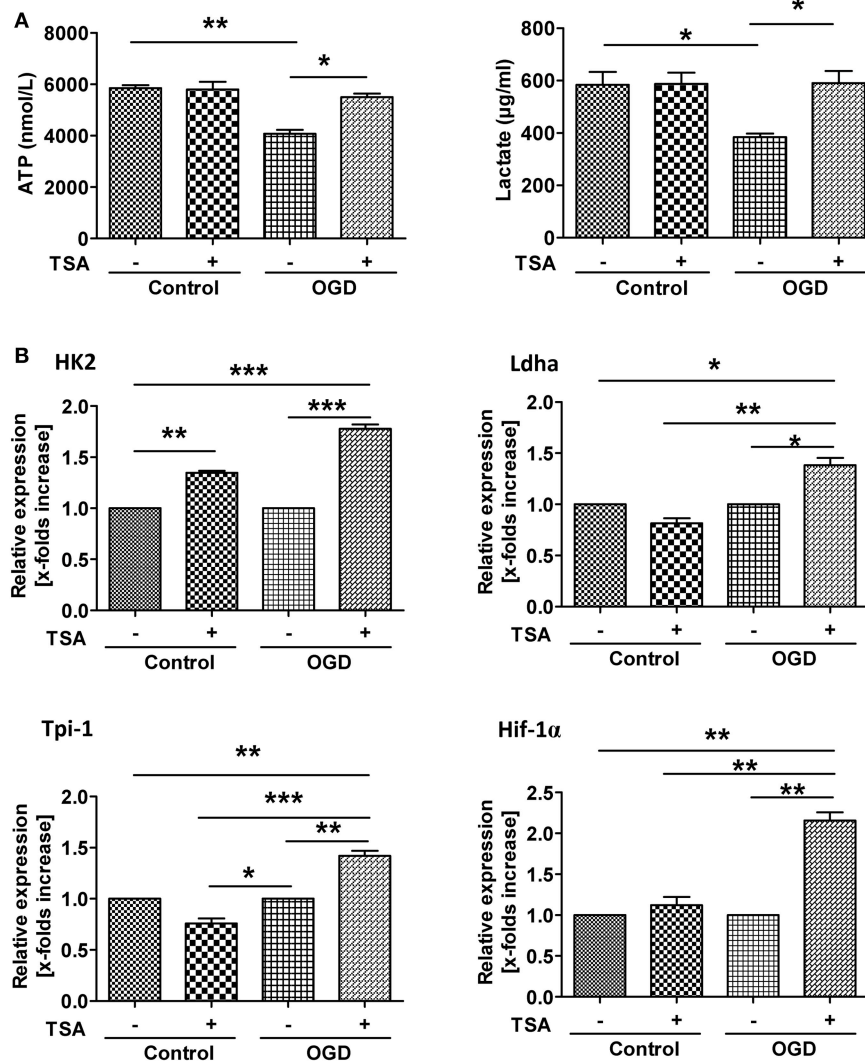 A
ATP (nmol/L)
8000
6000
4000
2000
0
**
*
TSA - + - +
Control OGD
Lactate (µg/ml)
800
600
400
200
0
*
*
TSA - + - +
Control OGD
B
HK2
Relative expression
[x-folds increase]
2.0
1.5
1.0
0.5
0.0
***
***
**
TSA - + - +
Control OGD
Ldha
Relative expression
[x-folds increase]
2.0
1.5
1.0
0.5
0.0
*
**
*
TSA - + - +
Control OGD
Tpi-1
Relative expression
[x-folds increase]
2.0
1.5
1.0
0.5
0.0
**
***
**
*
TSA - + - +
Control OGD
Hif-1α
Relative expression
[x-folds increase]
2.5
2.0
1.5
1.0
0.5
0.0
**
**
**
TSA - + - +
Control OGD